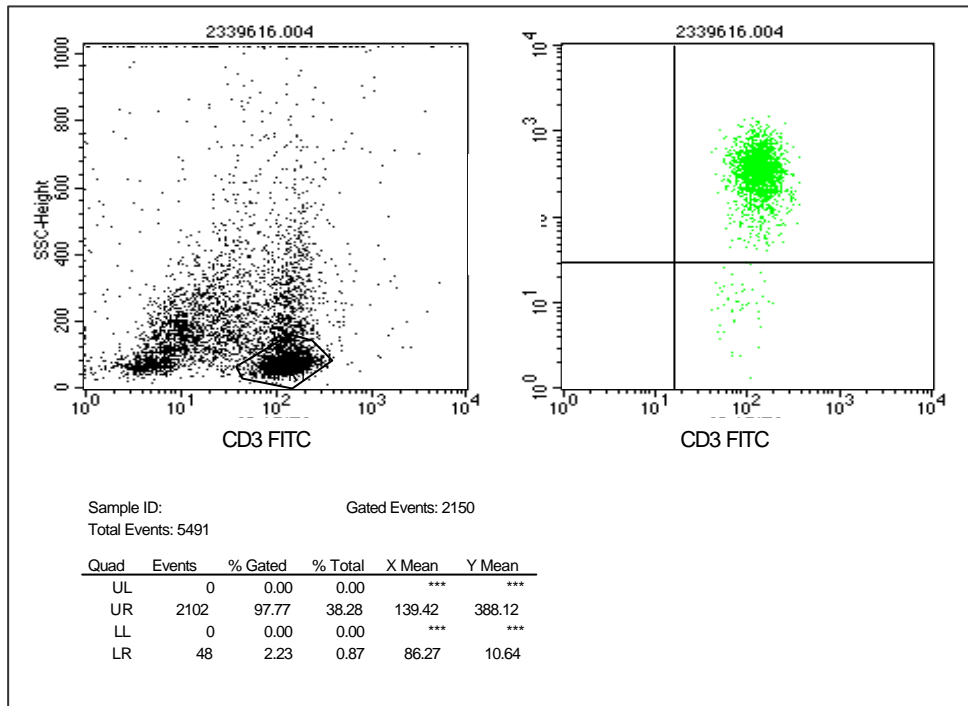 2339616.004
1000
800
600
400
200
0
SSC-Height
10^0 10^1 10^2 10^3 10^4
CD3 FITC
2339616.004
10^4
10^3
10^1
10^0
10^0 10^1 10^2 10^3 10^4
CD3 FITC
Sample ID: Gated Events: 2150
Total Events: 5491
Quad Events % Gated % Total X Mean Y Mean
UL 0 0.00 0.00 *** ***
UR 2102 97.77 38.28 139.42 388.12
LL 0 0.00 0.00 *** ***
LR 48 2.23 0.87 86.27 10.64